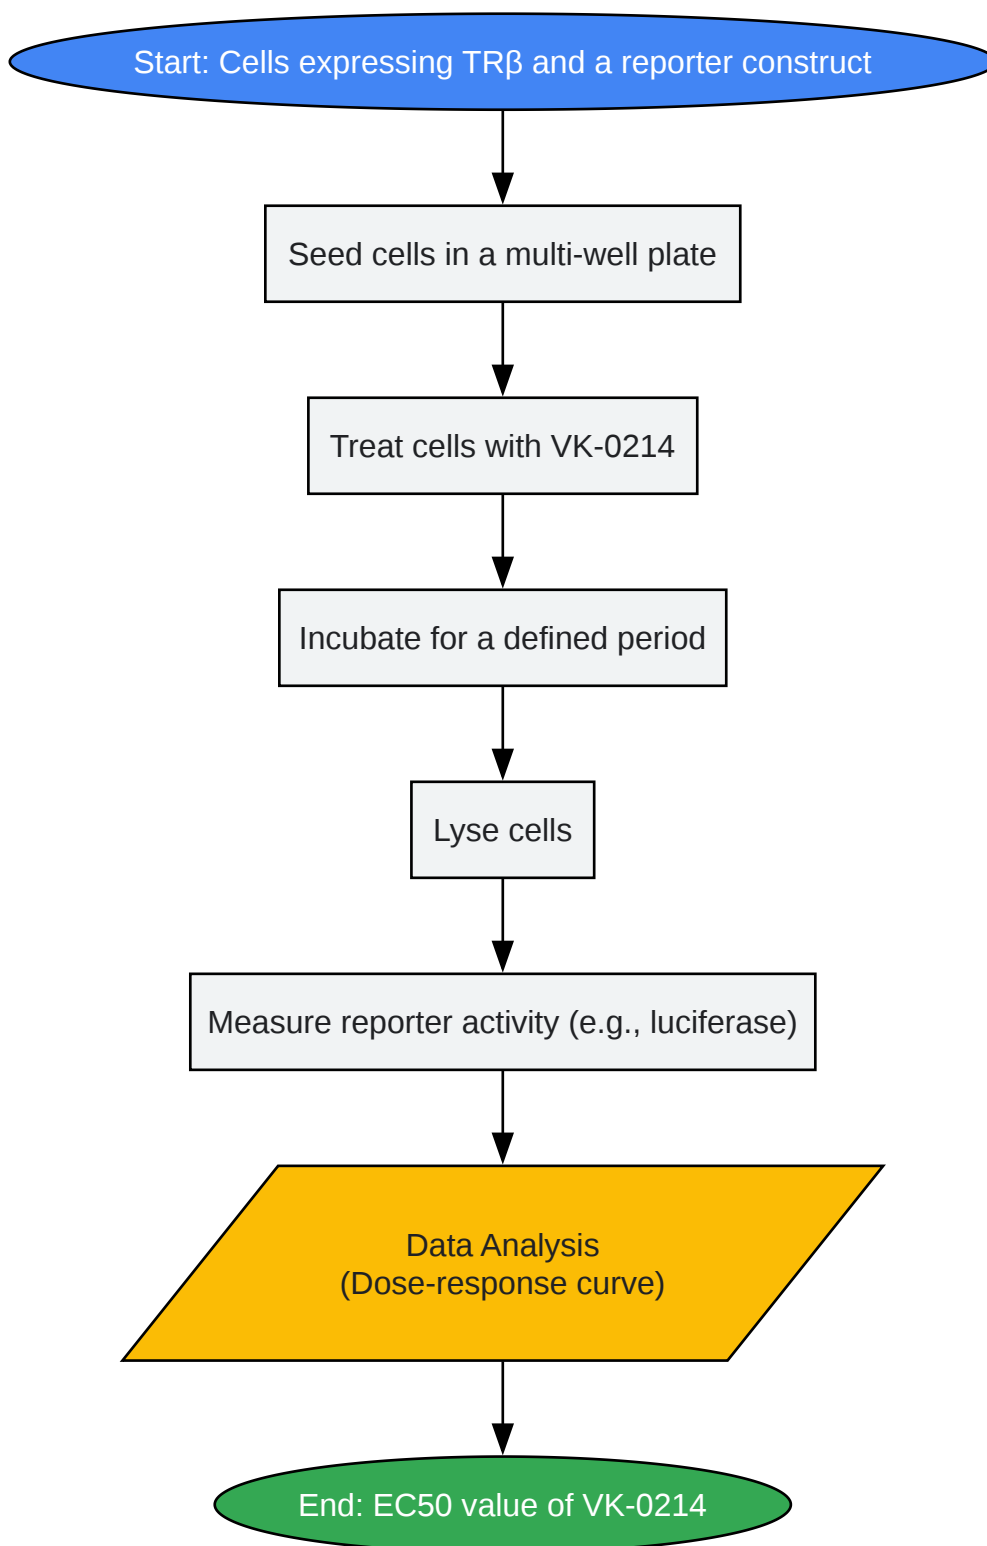 Start: Cells expressing TRβ and a reporter construct
Seed cells in a multi-well plate
Treat cells with VK-0214
Incubate for a defined period
Lyse cells
Measure reporter activity (e.g., luciferase)
Data Analysis
(Dose-response curve)
End: EC50 value of VK-0214